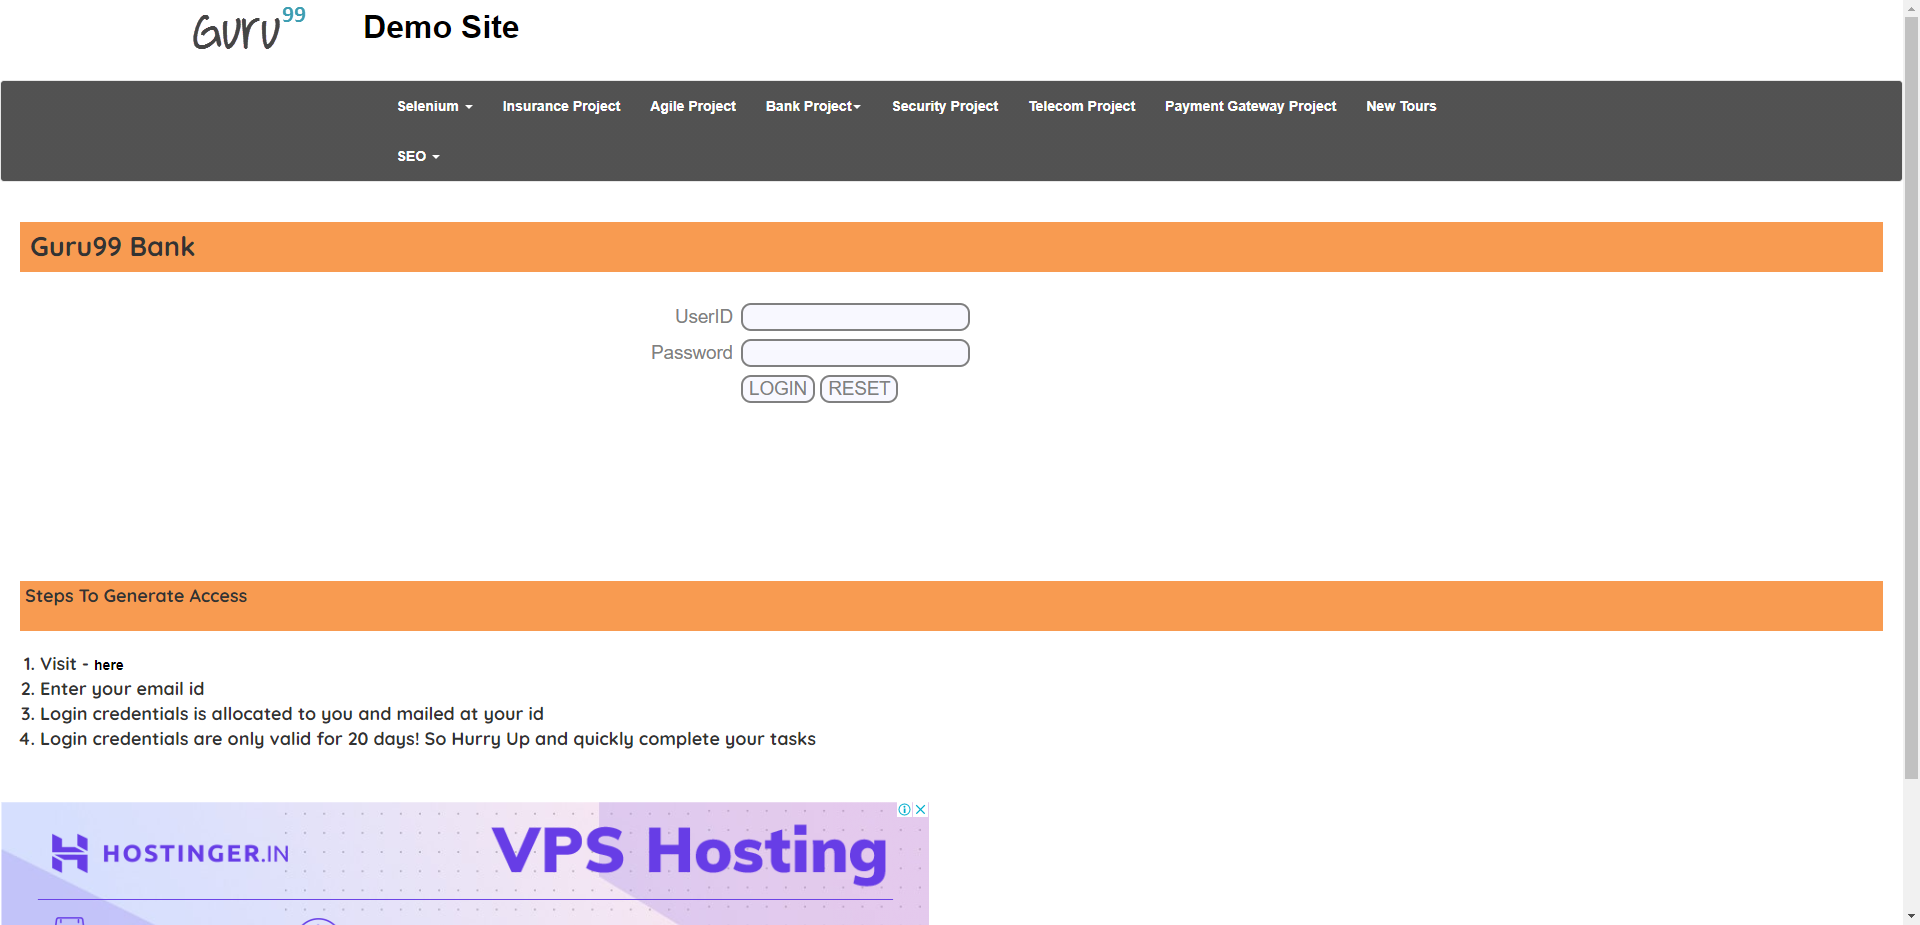 Guru99
Demo Site
Selenium Insurance Project Agile Project Bank Project Security Project Telecom Project Payment Gateway Project New Tours
SEO
Guru99 Bank
UserID
Password
LOGIN RESET
Steps To Generate Access
1. Visit - here
2. Enter your email id
3. Login credentials is allocated to you and mailed at your id
4. Login credentials are only valid for 20 days! So Hurry Up and quickly complete your tasks
HOSTINGER.IN
VPS Hosting